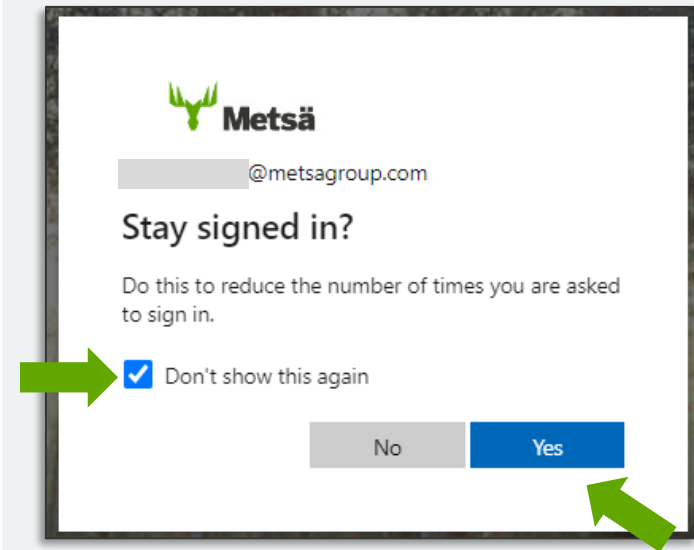 Metsä
@metsagroup.com
Stay signed in?
Do this to reduce the number of times you are asked
to sign in.
Don't show this again
No
Yes